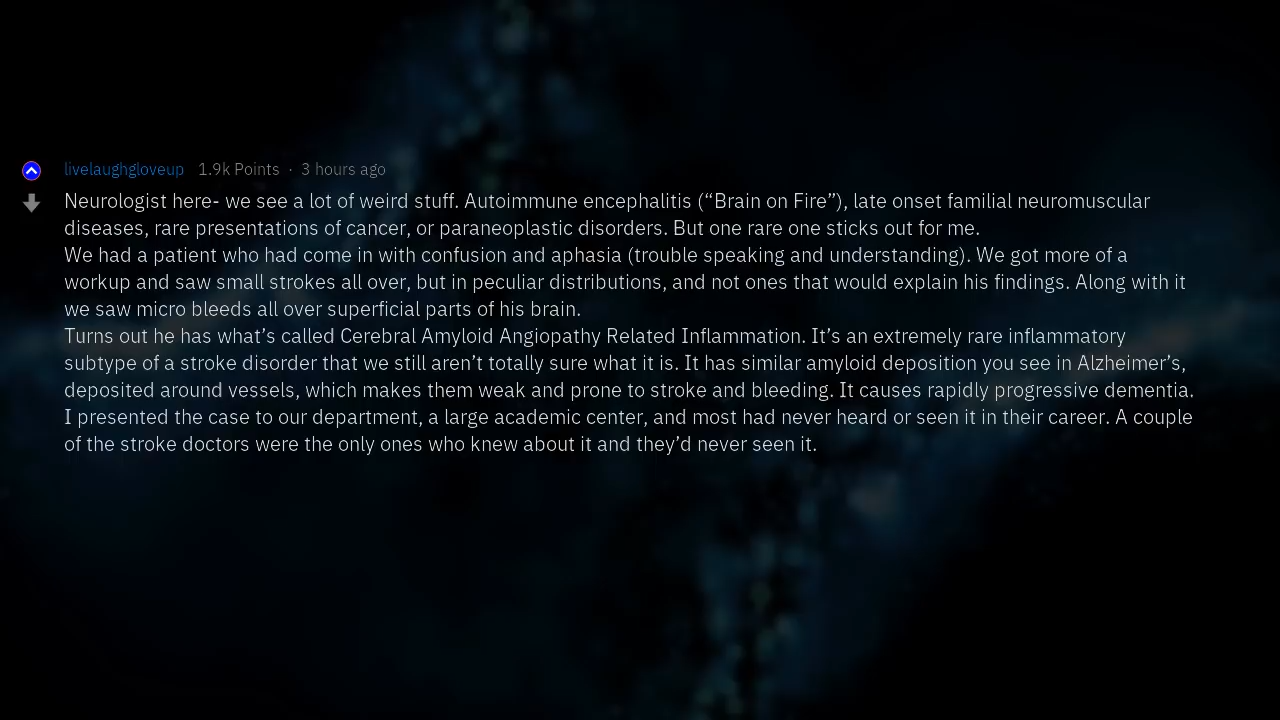 livelaughgloveup 1.9k Points · 3 hours ago
Neurologist here- we see a lot of weird stuff. Autoimmune encephalitis (“Brain on Fire”), late onset familial neuromuscular
diseases, rare presentations of cancer, or paraneoplastic disorders. But one rare one sticks out for me.
We had a patient who had come in with confusion and aphasia (trouble speaking and understanding). We got more of a
workup and saw small strokes all over, but in peculiar distributions, and not ones that would explain his findings. Along with it
we saw micro bleeds all over superficial parts of his brain.
Turns out he has what’s called Cerebral Amyloid Angiopathy Related Inflammation. It’s an extremely rare inflammatory
subtype of a stroke disorder that we still aren’t totally sure what it is. It has similar amyloid deposition you see in Alzheimer’s,
deposited around vessels, which makes them weak and prone to stroke and bleeding. It causes rapidly progressive dementia.
I presented the case to our department, a large academic center, and most had never heard or seen it in their career. A couple
of the stroke doctors were the only ones who knew about it and they’d never seen it.